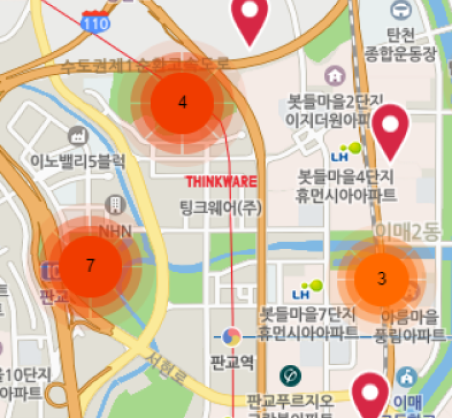 110
탄천
종합운동장
수도권제1순환고속도로
4
봇들마을2단지
이지더원아파
이노밸리5블럭
LH
봇들마을4단지
휴먼시아아파트
THINKWARE
팅크웨어(주)
NHN
이매2동
7
3
IC
판교
LH
봇들마을7단지
휴먼시아아파트
아름마을
풍림아파트
판교역
서현로
10단지
아파트
판교푸르지오
이매